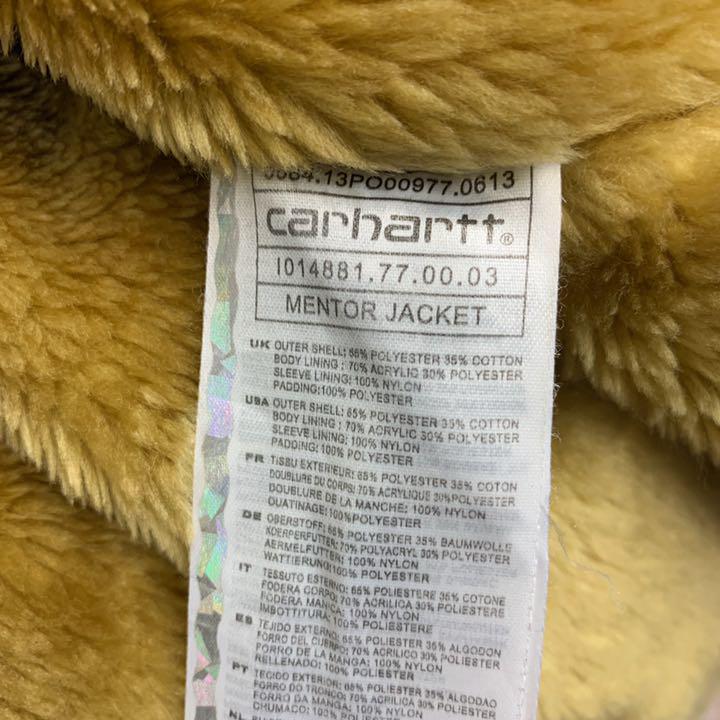 .13PO00977.0613
carhartt®
I014881.77.00.03
MENTOR JACKET
UK OUTER SHELL: 65% POLYESTER 35% COTTON
BODY LINING : 70% ACRYLIC 30% POLYESTER
SLEEVE LINING: 100% NYLON
PADDING:100% POLYESTER
USA OUTER SHELL: 65% POLYESTER 35% COTTON
BODY LINING : 70% ACRYLIC 30% POLYESTER
SLEEVE LINING: 100% NYLON
PADDING: 100% POLYESTER
FR TISSU EXTERIEUR: 65% POLYESTER 35% COTON
DOUBLURE DU CORPS: 70% ACRYLIQUE 30% POLYESTER
DOUBLURE DE LA MANCHE: 100% NYLON
OUATINAGE: 100% POLYESTER
DE OBERSTOFF: 65% POLYESTER 35% BAUMWOLLE
KOERPERFUTTER: 70% POLYACRYL 30% POLYESTER
AERMELFUTTER: 100% NYLON
WATTIERUNG: 100% POLYESTER
IT TESSUTO ESTERNO: 65% POLIESTERE 35% COTONE
FODERA CORPO: 70% ACRILICA 30% POLIESTERE
FODERA MANICA: 100% NYLON
IMBOTTITURA: 100% POLIESTERE
ES TEJIDO EXTERNO: 65% POLIESTER 35% ALGODON
FORRO DEL CUERPO: 70% ACRILICO 30% POLIESTER
FORRO DE LA MANGA: 100% NYLON
RELLENADO: 100% POLIESTER
PT TECIDO EXTERIOR: 65% POLIESTER 35% ALGODAO
FORRO DO TRONCO: 70% ACRILICO 30% POLIESTER
FORRO DA MANGA: 100% NYLON
CHUMACO: 100% POLIESTER
NL